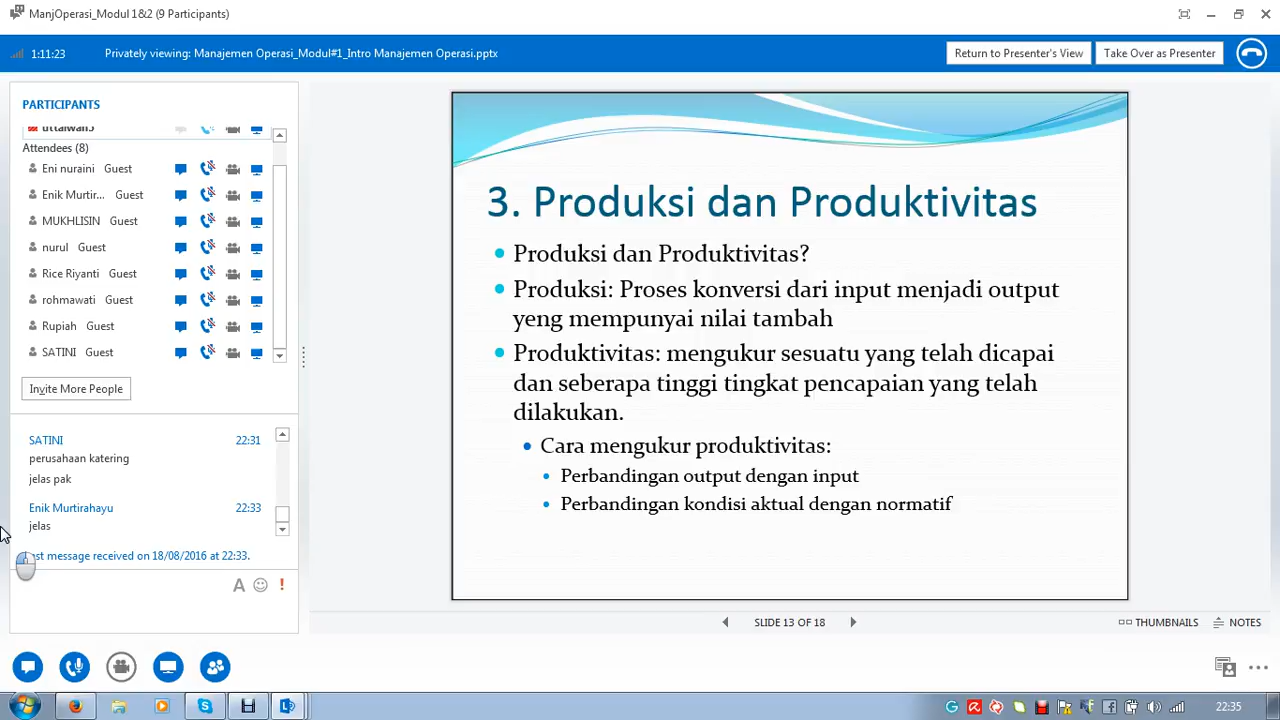 ManjOperasi_Modul 1&2 (9 Participants)
1:11:23
Privately viewing: Manajemen Operasi_Modul#1_Intro Manajemen Operasi.pptx
Return to Presenter's View
Take Over as Presenter
PARTICIPANTS
Attendees (8)
Eni nuraini Guest
Enik Murtir... Guest
MUKHLISIN Guest
nurul Guest
Rice Riyanti Guest
rohmawati Guest
Rupiah Guest
SATINI Guest
Invite More People
SATINI 22:31
perusahaan katering
jelas pak
Enik Murtirahayu 22:33
jelas
st message received on 18/08/2016 at 22:33.
A
!
3. Produksi dan Produktivitas
Produksi dan Produktivitas?
Produksi: Proses konversi dari input menjadi output
yeng mempunyai nilai tambah
Produktivitas: mengukur sesuatu yang telah dicapai
dan seberapa tinggi tingkat pencapaian yang telah
dilakukan.
Cara mengukur produktivitas:
Perbandingan output dengan input
Perbandingan kondisi aktual dengan normatif
SLIDE 13 OF 18
THUMBNAILS
NOTES
22:35